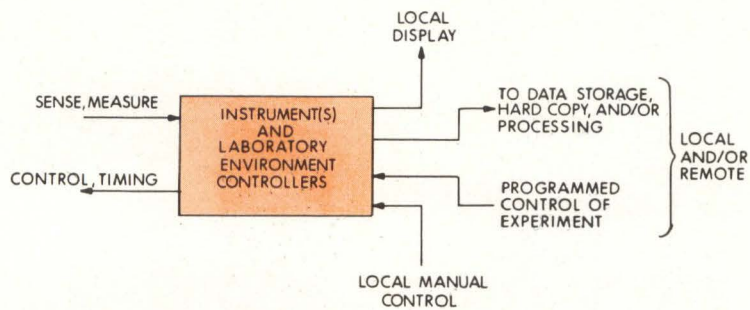 LOCAL
DISPLAY
SENSE, MEASURE
CONTROL, TIMING
INSTRUMENT(S)
AND
LABORATORY
ENVIRONMENT
CONTROLLERS
TO DATA STORAGE,
HARD COPY, AND/OR
PROCESSING
PROGRAMMED
CONTROL OF
EXPERIMENT
LOCAL
AND/OR
REMOTE
LOCAL MANUAL
CONTROL